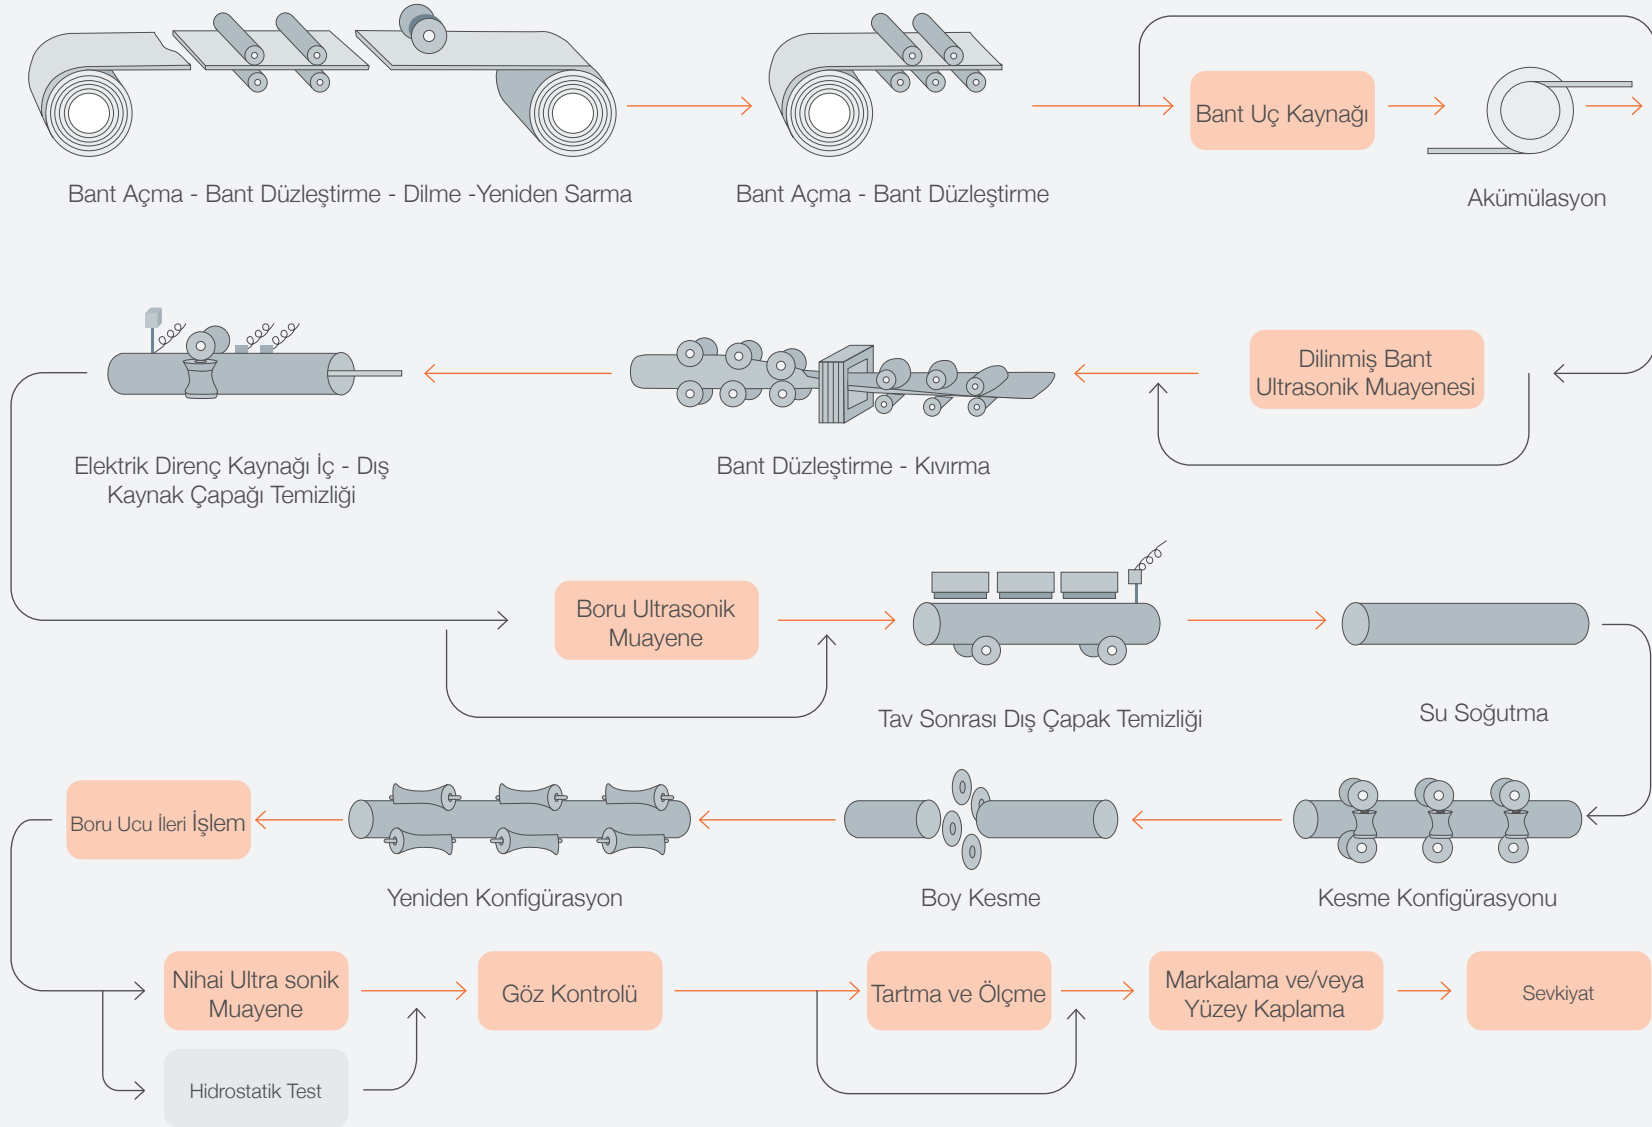 Bant Açma - Bant Düzleştirme - Dilme -Yeniden Sarma
Bant Açma - Bant Düzleştirme
Bant Uç Kaynağı
Akümülasyon
Dilinmiş Bant
Ultrasonik Muayenesi
Bant Düzleştirme - Kıvırma
Elektrik Direnç Kaynağı İç - Dış
Kaynak Çapağı Temizliği
Boru Ultrasonik
Muayene
Tav Sonrası Dış Çapak Temizliği
Su Soğutma
Kesme Konfigürasyonu
Boy Kesme
Yeniden Konfigürasyon
Boru Ucu İleri İşlem
Nihai Ultra sonik
Muayene
Hidrostatik Test
Göz Kontrolü
Tartma ve Ölçme
Markalama ve/veya
Yüzey Kaplama
Sevkiyat